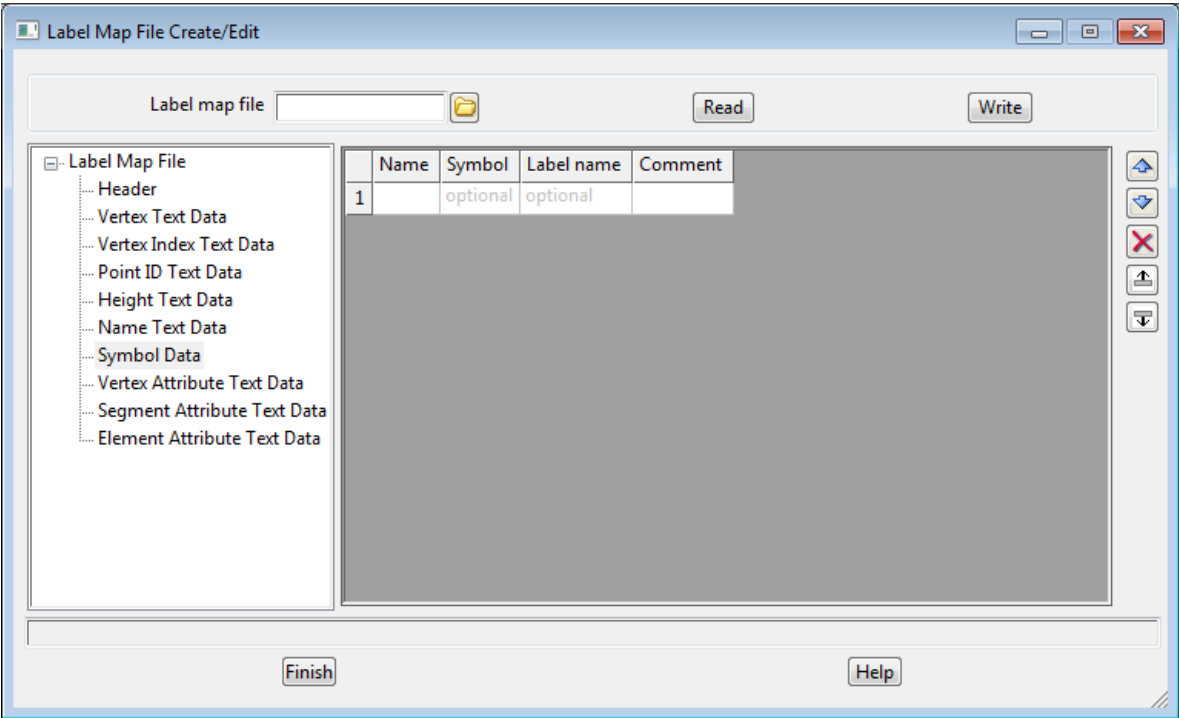 Label Map File Create/Edit
Label map file
Read
Write
Label Map File
Header
Vertex Text Data
Vertex Index Text Data
Point ID Text Data
Height Text Data
Name Text Data
Symbol Data
Vertex Attribute Text Data
Segment Attribute Text Data
Element Attribute Text Data
Name Symbol Label name Comment
1 optional optional
Finish
Help